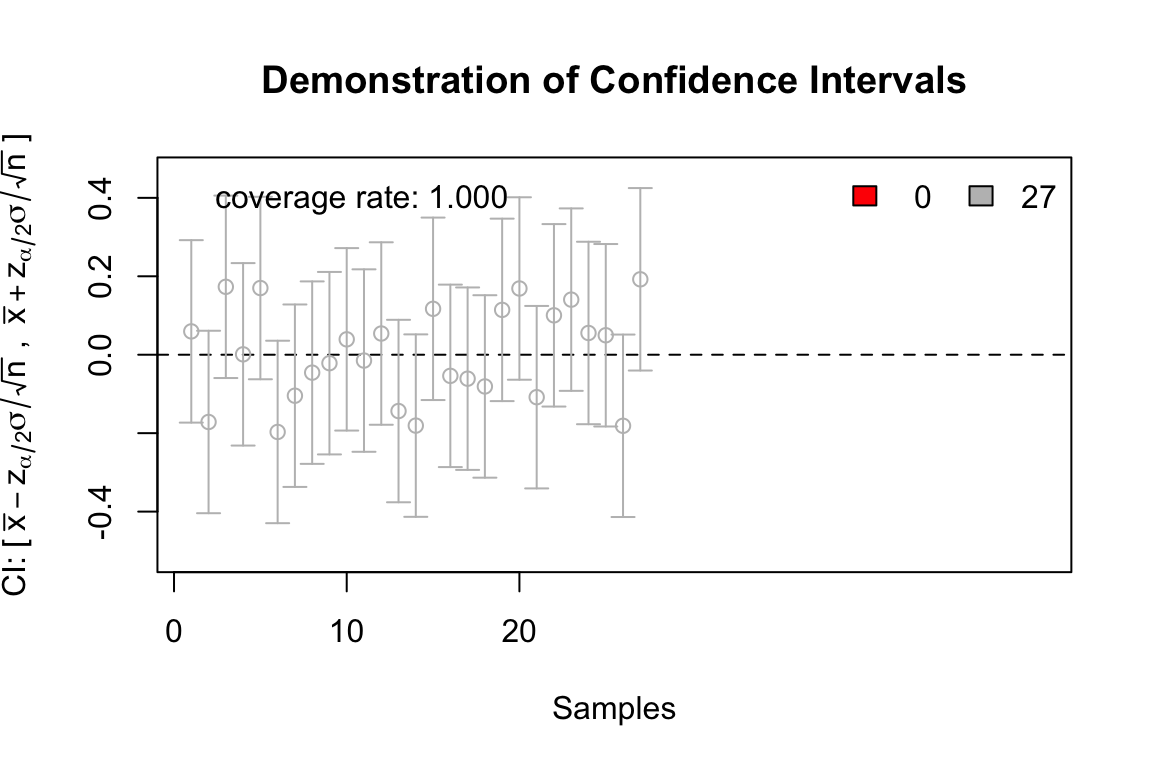 Demonstration of Confidence Intervals
CI: [ x̅ − zα/2σ/√n , x̅ + zα/2σ/√n ]
coverage rate: 1.000
0 27
0.4
0.2
0.0
-0.4
0 10 20
Samples